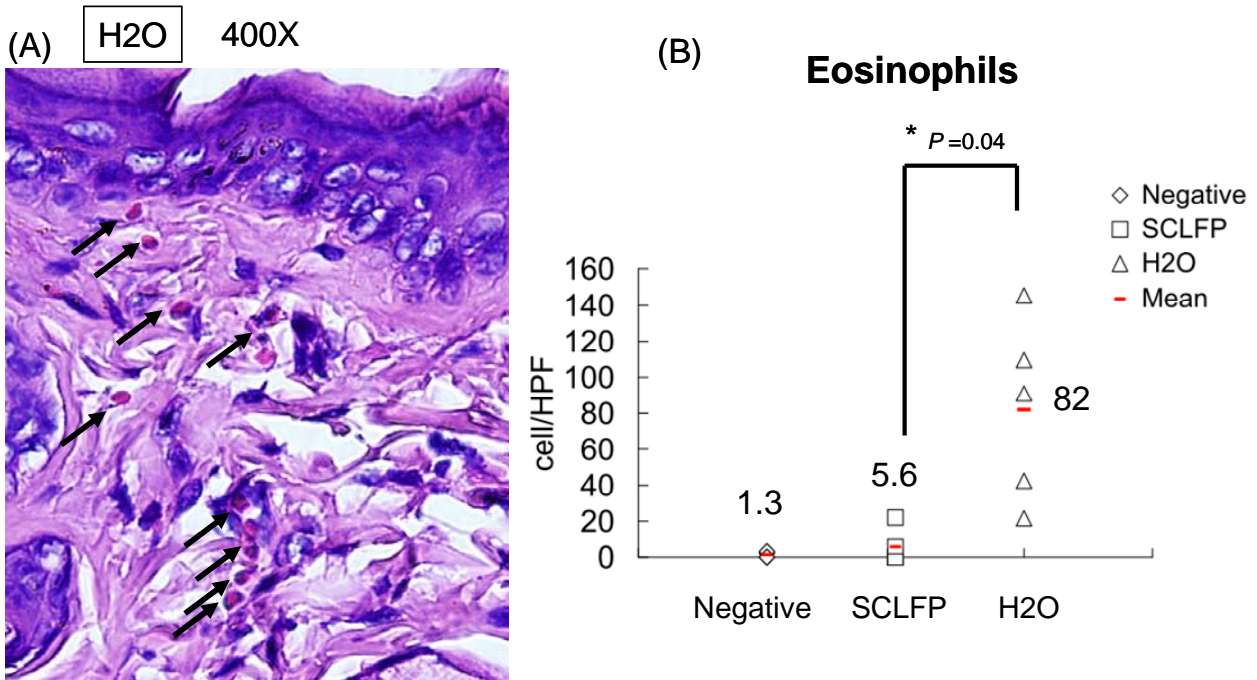 (A) H2O 400X
(B)
Eosinophils
* P=0.04
Negative
SCLFP
H2O
Mean
cell/HPF
160
140
120
100
80
60
40
20
0
1.3
5.6
82
Negative SCLFP H2O